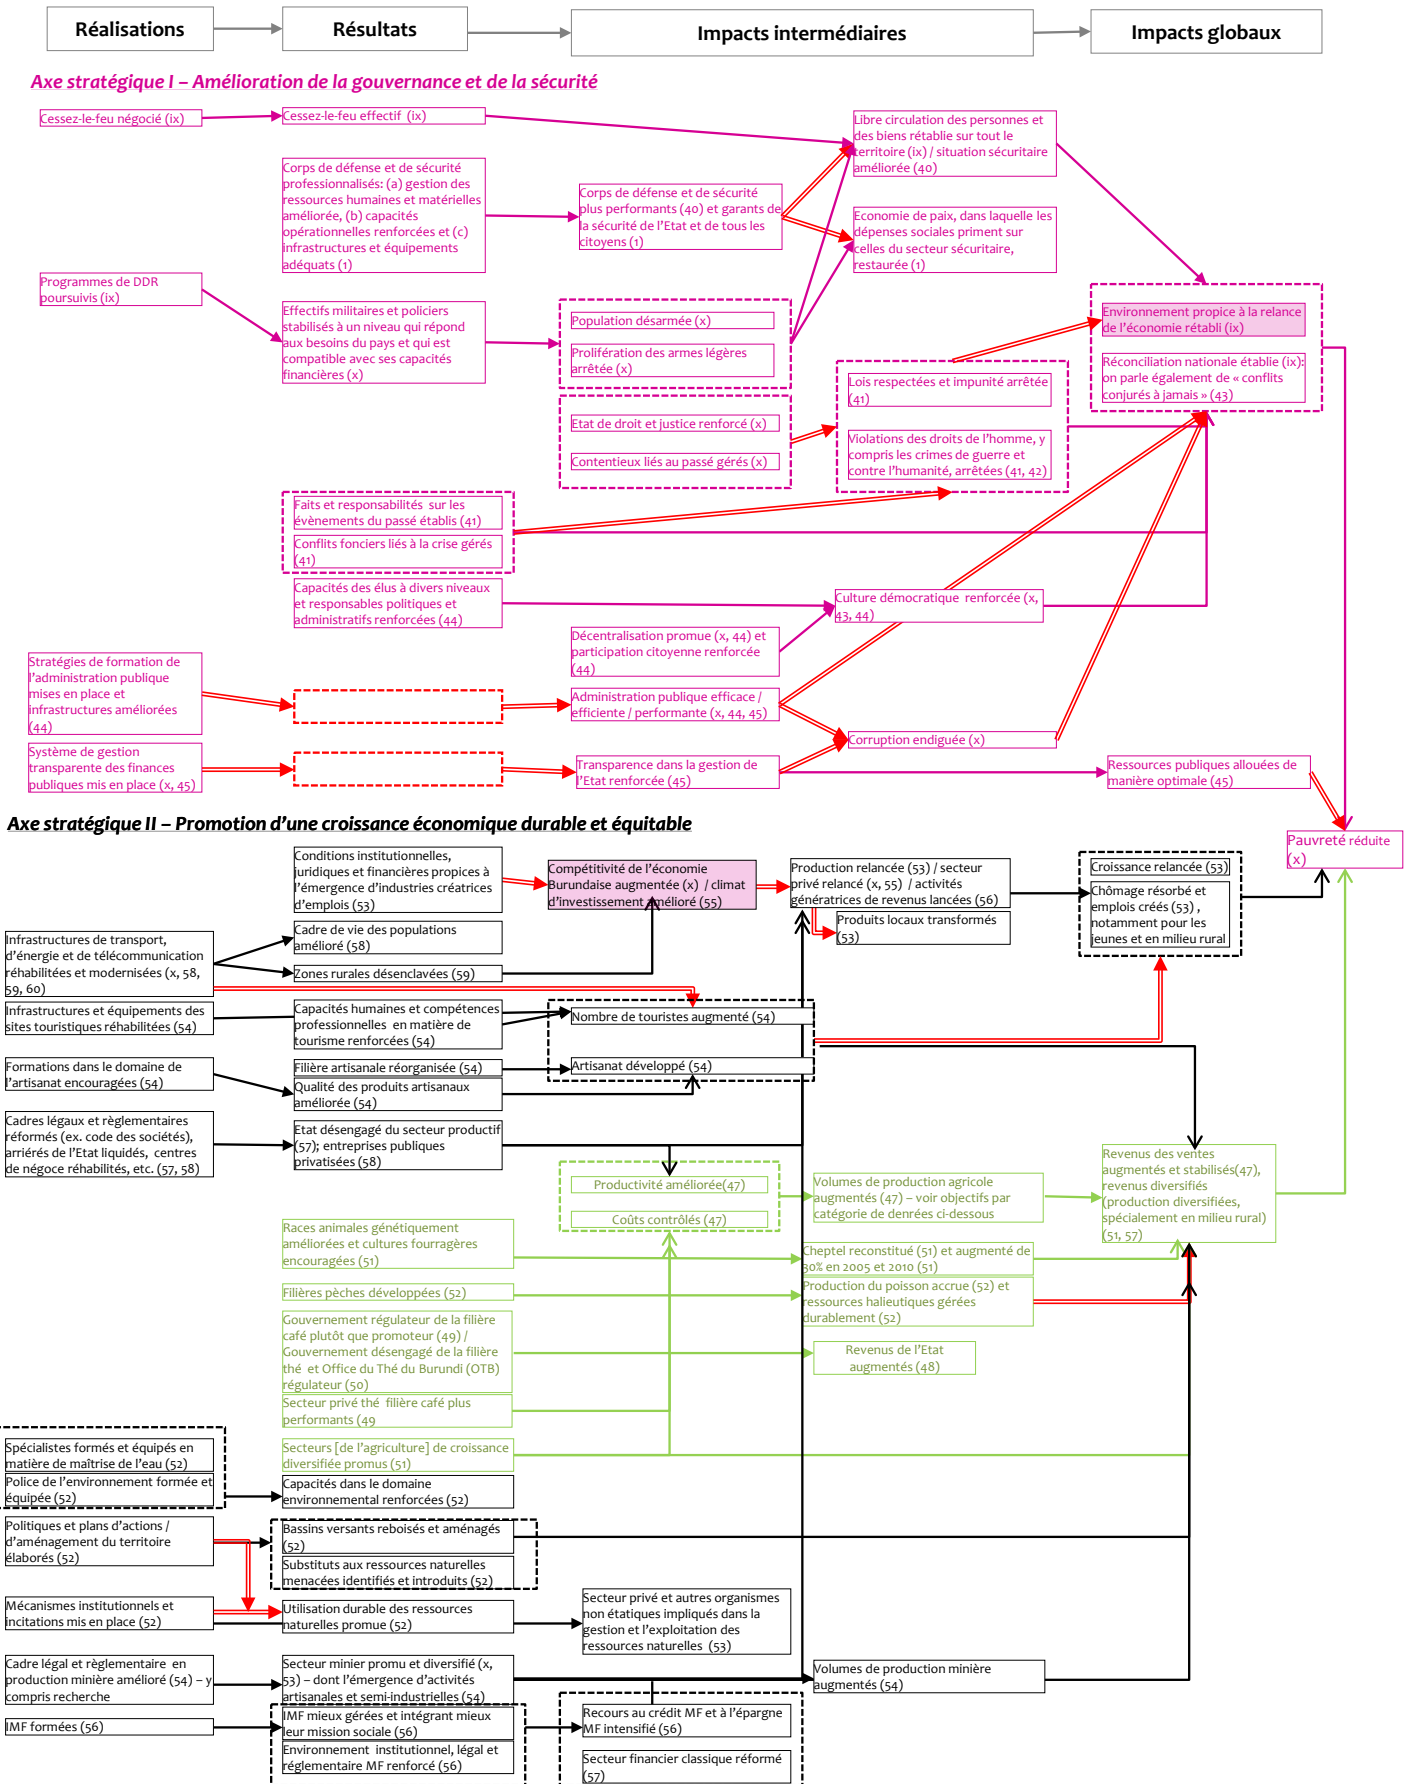 Réalisations
Résultats
Impacts intermédiaires
Impacts globaux
Axe stratégique I – Amélioration de la gouvernance et de la sécurité
Cessez-le-feu négocié (ix)
Cessez-le-feu effectif (ix)
Libre circulation des personnes et
des biens rétablie sur tout le
territoire (ix) / situation sécuritaire
améliorée (40)
Corps de défense et de sécurité
professionnalisés: (a) gestion des
ressources humaines et matérielles
améliorée, (b) capacités
opérationnelles renforcées et (c)
infrastructures et équipements
adéquats (1)
Corps de défense et de sécurité
plus performants (40) et garants de
la sécurité de l'Etat et de tous les
citoyens (1)
Economie de paix, dans laquelle les
dépenses sociales priment sur
celles du secteur sécuritaire,
restaurée (1)
Programmes de DDR
poursuivis (ix)
Effectifs militaires et policiers
stabilisés à un niveau qui répond
aux besoins du pays et qui est
compatible avec ses capacités
financières (x)
Population désarmée (x)
Prolifération des armes légères
arrêtée (x)
Environnement propice à la relance
de l'économie rétabli (ix)
Réconciliation nationale établie (ix):
on parle également de « conflits
conjurés à jamais » (43)
Lois respectées et impunité arrêtée
(41)
Violations des droits de l'homme, y
compris les crimes de guerre et
contre l'humanité, arrêtées (41, 42)
Etat de droit et justice renforcé (x)
Contentieux liés au passé gérés (x)
Faits et responsabilités sur les
évènements du passé établis (41)
Conflits fonciers liés à la crise gérés
(41)
Capacités des élus à divers niveaux
et responsables politiques et
administratifs renforcées (44)
Culture démocratique renforcée (x,
43, 44)
Décentralisation promue (x, 44) et
participation citoyenne renforcée
(44)
Stratégies de formation de
l'administration publique
mises en place et
infrastructures améliorées
(44)
Administration publique efficace /
efficiente / performante (x, 44, 45)
Corruption endiguée (x)
Système de gestion
transparente des finances
publiques mis en place (x, 45)
Transparence dans la gestion de
l'Etat renforcée (45)
Ressources publiques allouées de
manière optimale (45)
Axe stratégique II – Promotion d'une croissance économique durable et équitable
Pauvreté réduite
(x)
Conditions institutionnelles,
juridiques et financières propices à
l'émergence d'industries créatrices
d'emplois (53)
Compétitivité de l'économie
Burundaise augmentée (x) / climat
d'investissement amélioré (55)
Production relancée (53) / secteur
privé relancé (x, 55) / activités
génératrices de revenus lancées (56)
Produits locaux transformés
(53)
Croissance relancée (53)
Chômage résorbé et
emplois créés (53) ,
notamment pour les
jeunes et en milieu rural
Infrastructures de transport,
d'énergie et de télécommunication
réhabilitées et modernisées (x, 58,
59, 60)
Cadre de vie des populations
amélioré (58)
Zones rurales désenclavées (59)
Infrastructures et équipements des
sites touristiques réhabilitées (54)
Capacités humaines et compétences
professionnelles en matière de
tourisme renforcées (54)
Nombre de touristes augmenté (54)
Formations dans le domaine de
l'artisanat encouragées (54)
Filière artisanale réorganisée (54)
Qualité des produits artisanaux
améliorée (54)
Artisanat développé (54)
Cadres légaux et règlementaires
réformés (ex. code des sociétés),
arriérés de l'Etat liquidés, centres
de négoce réhabilités, etc. (57, 58)
Etat désengagé du secteur productif
(57); entreprises publiques
privatisées (58)
Productivité améliorée(47)
Coûts contrôlés (47)
Volumes de production agricole
augmentés (47) – voir objectifs par
catégorie de denrées ci-dessous
Revenus des ventes
augmentés et stabilisés(47),
revenus diversifiés
(production diversifiées,
spécialement en milieu rural)
(51, 57)
Races animales génétiquement
améliorées et cultures fourragères
encouragées (51)
Cheptel reconstitué (51) et augmenté de
30% en 2005 et 2010 (51)
Filières pèches développées (52)
Production du poisson accrue (52) et
ressources halieutiques gérées
durablement (52)
Gouvernement régulateur de la filière
café plutôt que promoteur (49) /
Gouvernement désengagé de la filière
thé et Office du Thé du Burundi (OTB)
régulateur (50)
Revenus de l'Etat
augmentés (48)
Secteur privé thé filière café plus
performants (49
Secteurs [de l'agriculture] de croissance
diversifiée promus (51)
Spécialistes formés et équipés en
matière de maîtrise de l'eau (52)
Police de l'environnement formée et
équipée (52)
Capacités dans le domaine
environnemental renforcées (52)
Politiques et plans d'actions /
d'aménagement du territoire
élaborés (52)
Bassins versants reboisés et aménagés
(52)
Substituts aux ressources naturelles
menacées identifiés et introduits (52)
Mécanismes institutionnels et
incitations mis en place (52)
Utilisation durable des ressources
naturelles promue (52)
Secteur privé et autres organismes
non étatiques impliqués dans la
gestion et l'exploitation des
ressources naturelles (53)
Cadre légal et règlementaire en
production minière amélioré (54) – y
compris recherche
Secteur minier promu et diversifié (x,
53) – dont l'émergence d'activités
artisanales et semi-industrielles (54)
Volumes de production minière
augmentés (54)
IMF formées (56)
IMF mieux gérées et intégrant mieux
leur mission sociale (56)
Environnement institutionnel, légal et
réglementaire MF renforcé (56)
Recours au crédit MF et à l'épargne
MF intensifié (56)
Secteur financier classique réformé
(57)